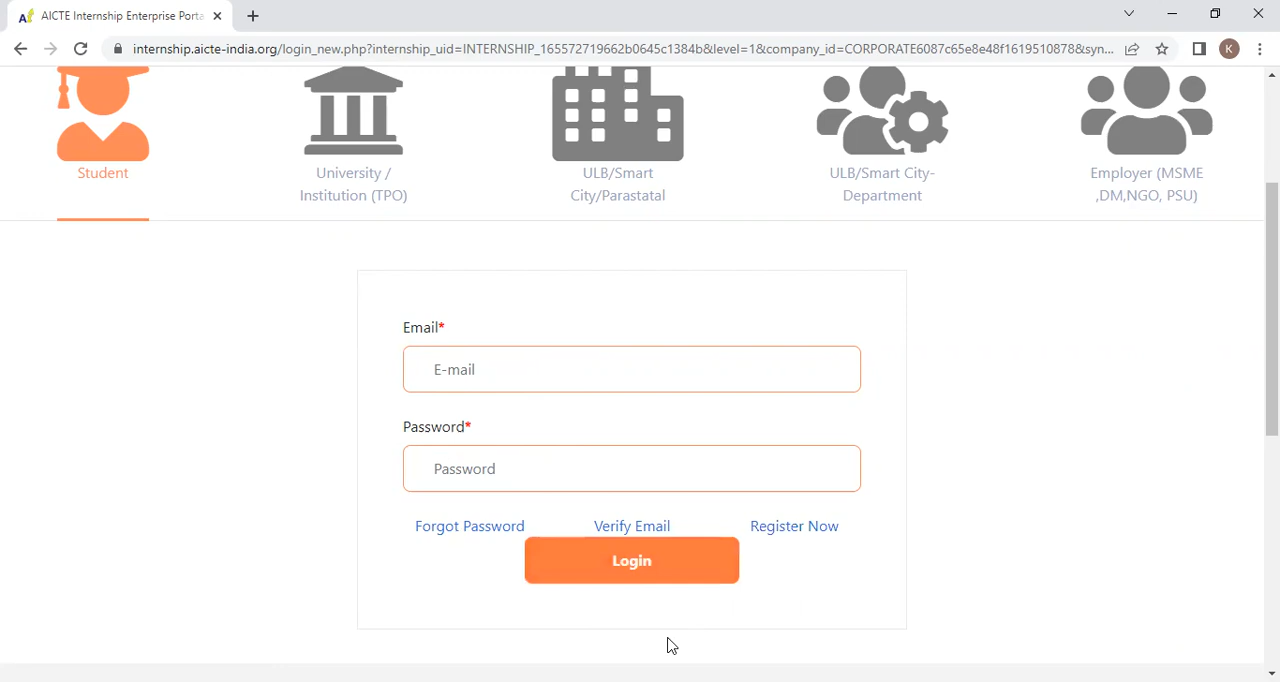 AICTE Internship Enterprise Porta
internship.aicte-india.org/login_new.php?internship_uid=INTERNSHIP_165572719662b0645c1384b&level=1&company_id=CORPORATE6087c65e8e48f1619510878&syn...
K
Student
University /
Institution (TPO)
ULB/Smart
City/Parastatal
ULB/Smart City-
Department
Employer (MSME
,DM,NGO, PSU)
Email*
E-mail
Password*
Password
Forgot Password
Verify Email
Register Now
Login